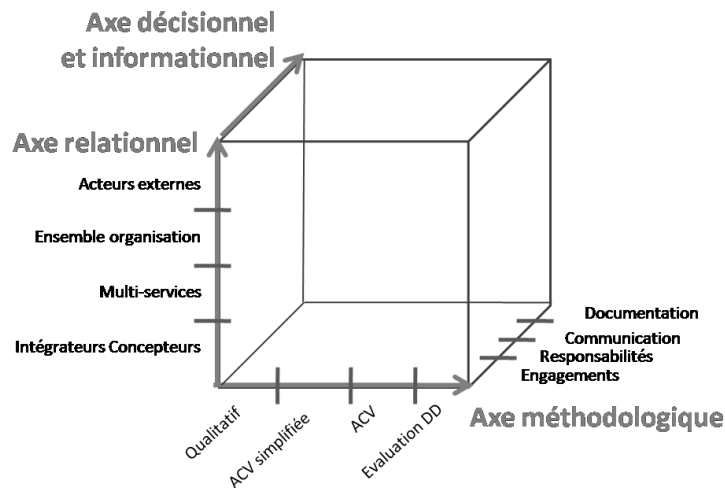 Axe décisionnel
et informationnel
Axe relationnel
Acteurs externes
Ensemble organisation
Multi-services
Intégrateurs Concepteurs
Documentation
Communication
Responsabilités
Engagements
Axe méthodologique
Qualitatif
ACV simplifiée
ACV
Evaluation DD